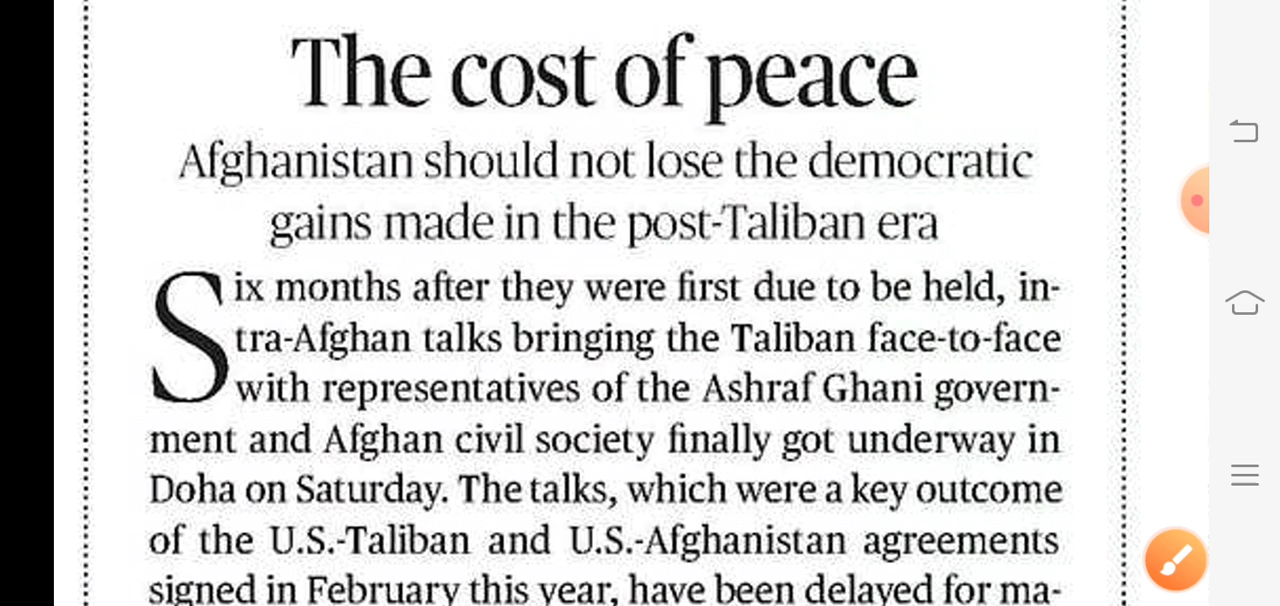 The cost of peace
Afghanistan should not lose the democratic
gains made in the post-Taliban era
Six months after they were first due to be held, in-
tra-Afghan talks bringing the Taliban face-to-face
with representatives of the Ashraf Ghani govern-
ment and Afghan civil society finally got underway in
Doha on Saturday. The talks, which were a key outcome
of the U.S.-Taliban and U.S.-Afghanistan agreements
signed in February this year, have been delayed for ma-